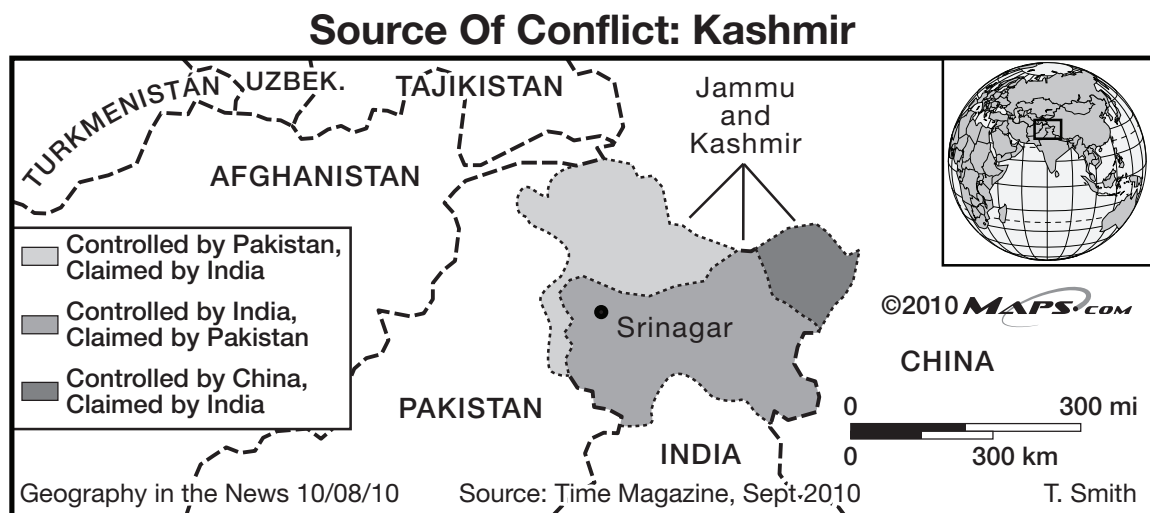 Source Of Conflict: Kashmir
TURKMENISTAN
UZBEK.
TAJIKISTAN
Jammu
and
Kashmir
AFGHANISTAN
Controlled by Pakistan,
Claimed by India
Controlled by India,
Claimed by Pakistan
Controlled by China,
Claimed by India
Srinagar
©2010 MAPS.COM
CHINA
PAKISTAN
INDIA
0 300 mi
0 300 km
Geography in the News 10/08/10
Source: Time Magazine, Sept 2010
T. Smith